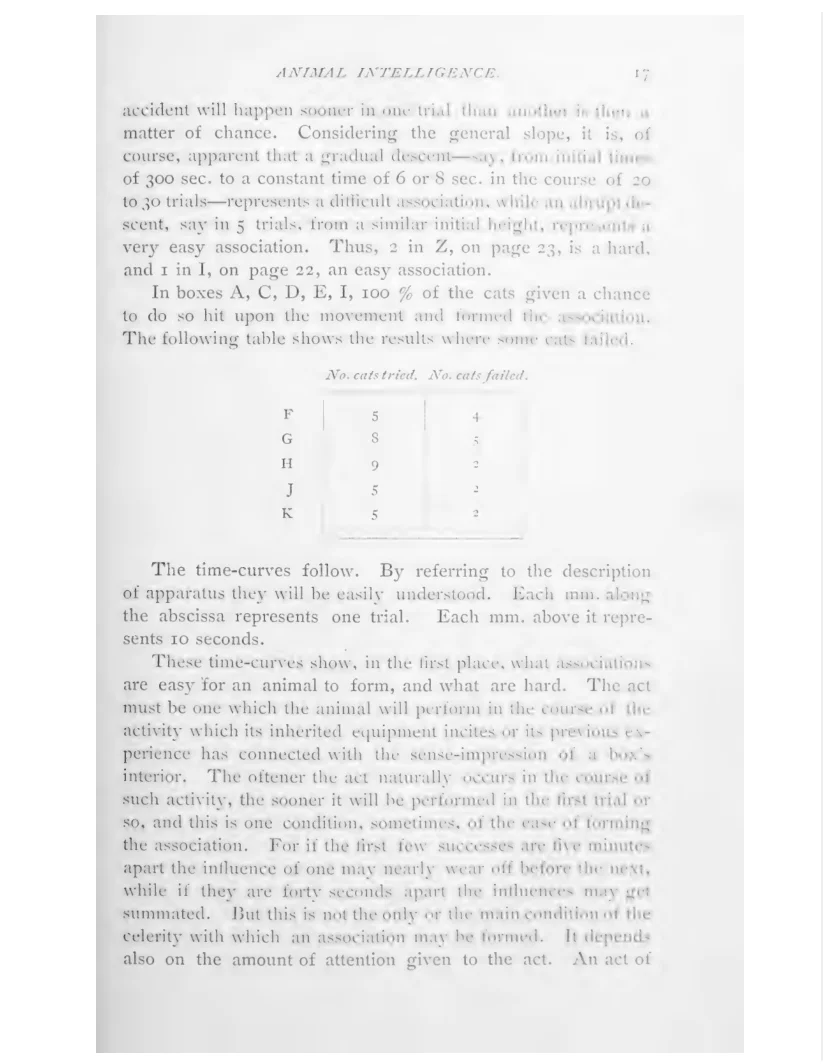 ANIMAL INTELLIGENCE. 17
accident will happen sooner in one trial than another is then a
matter of chance. Considering the general slope, it is, of
course, apparent that a gradual descent—say, from initial times
of 300 sec. to a constant time of 6 or 8 sec. in the course of 20
to 30 trials—represents a difficult association, while an abrupt de-
scent, say in 5 trials, from a similar initial height, represents a
very easy association. Thus, 2 in Z, on page 23, is a hard,
and 1 in I, on page 22, an easy association.
In boxes A, C, D, E, I, 100 % of the cats given a chance
to do so hit upon the movement and formed the association.
The following table shows the results where some cats failed.
No. cats tried. No. cats failed.
F 5 4
G 8 5
H 9 2
J 5 2
K 5 2
The time-curves follow. By referring to the description
of apparatus they will be easily understood. Each mm. along
the abscissa represents one trial. Each mm. above it repre-
sents 10 seconds.
These time-curves show, in the first place, what associations
are easy for an animal to form, and what are hard. The act
must be one which the animal will perform in the course of the
activity which its inherited equipment incites or its previous ex-
perience has connected with the sense-impression of a box's
interior. The oftener the act naturally occurs in the course of
such activity, the sooner it will be performed in the first trial or
so, and this is one condition, sometimes, of the ease of forming
the association. For if the first few successes are five minutes
apart the influence of one may nearly wear off before the next,
while if they are forty seconds apart the influences may get
summated. But this is not the only or the main condition of the
celerity with which an association may be formed. It depends
also on the amount of attention given to the act. An act of